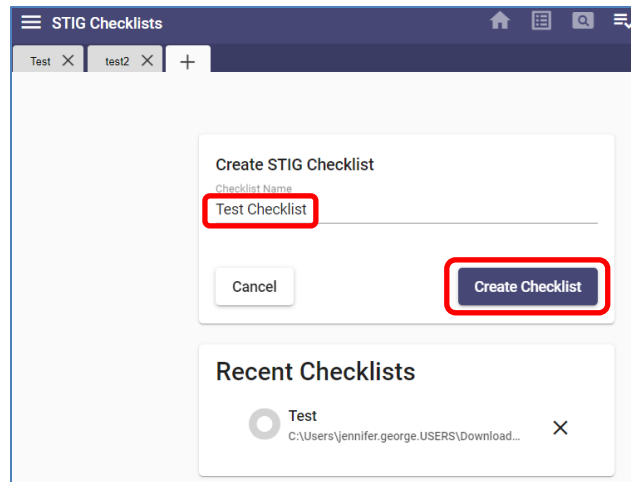 STIG Checklists
Test
test2
Create STIG Checklist
Checklist Name
Test Checklist
Cancel
Create Checklist
Recent Checklists
Test
C:\Users\jennifer.george.USERS\Download...